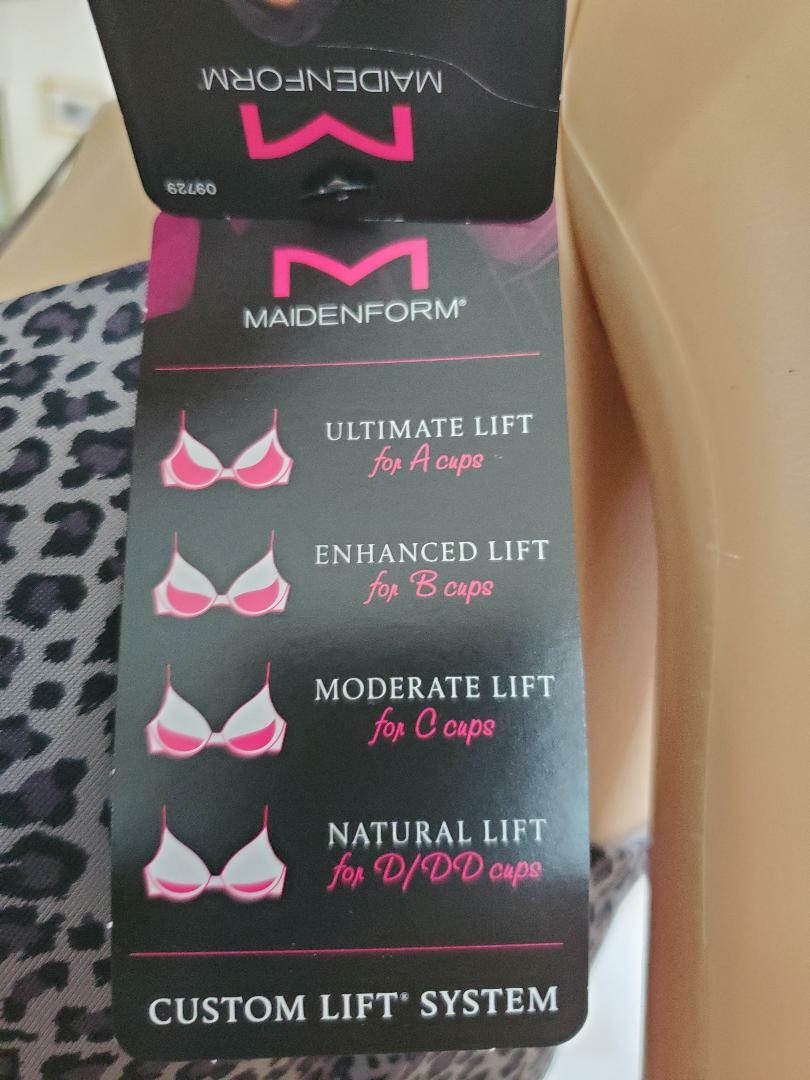 MAIDENFORM
09729
MAIDENFORM®
ULTIMATE LIFT
for A cups
ENHANCED LIFT
for B cups
MODERATE LIFT
for C cups
NATURAL LIFT
for D/DD cups
CUSTOM LIFT® SYSTEM